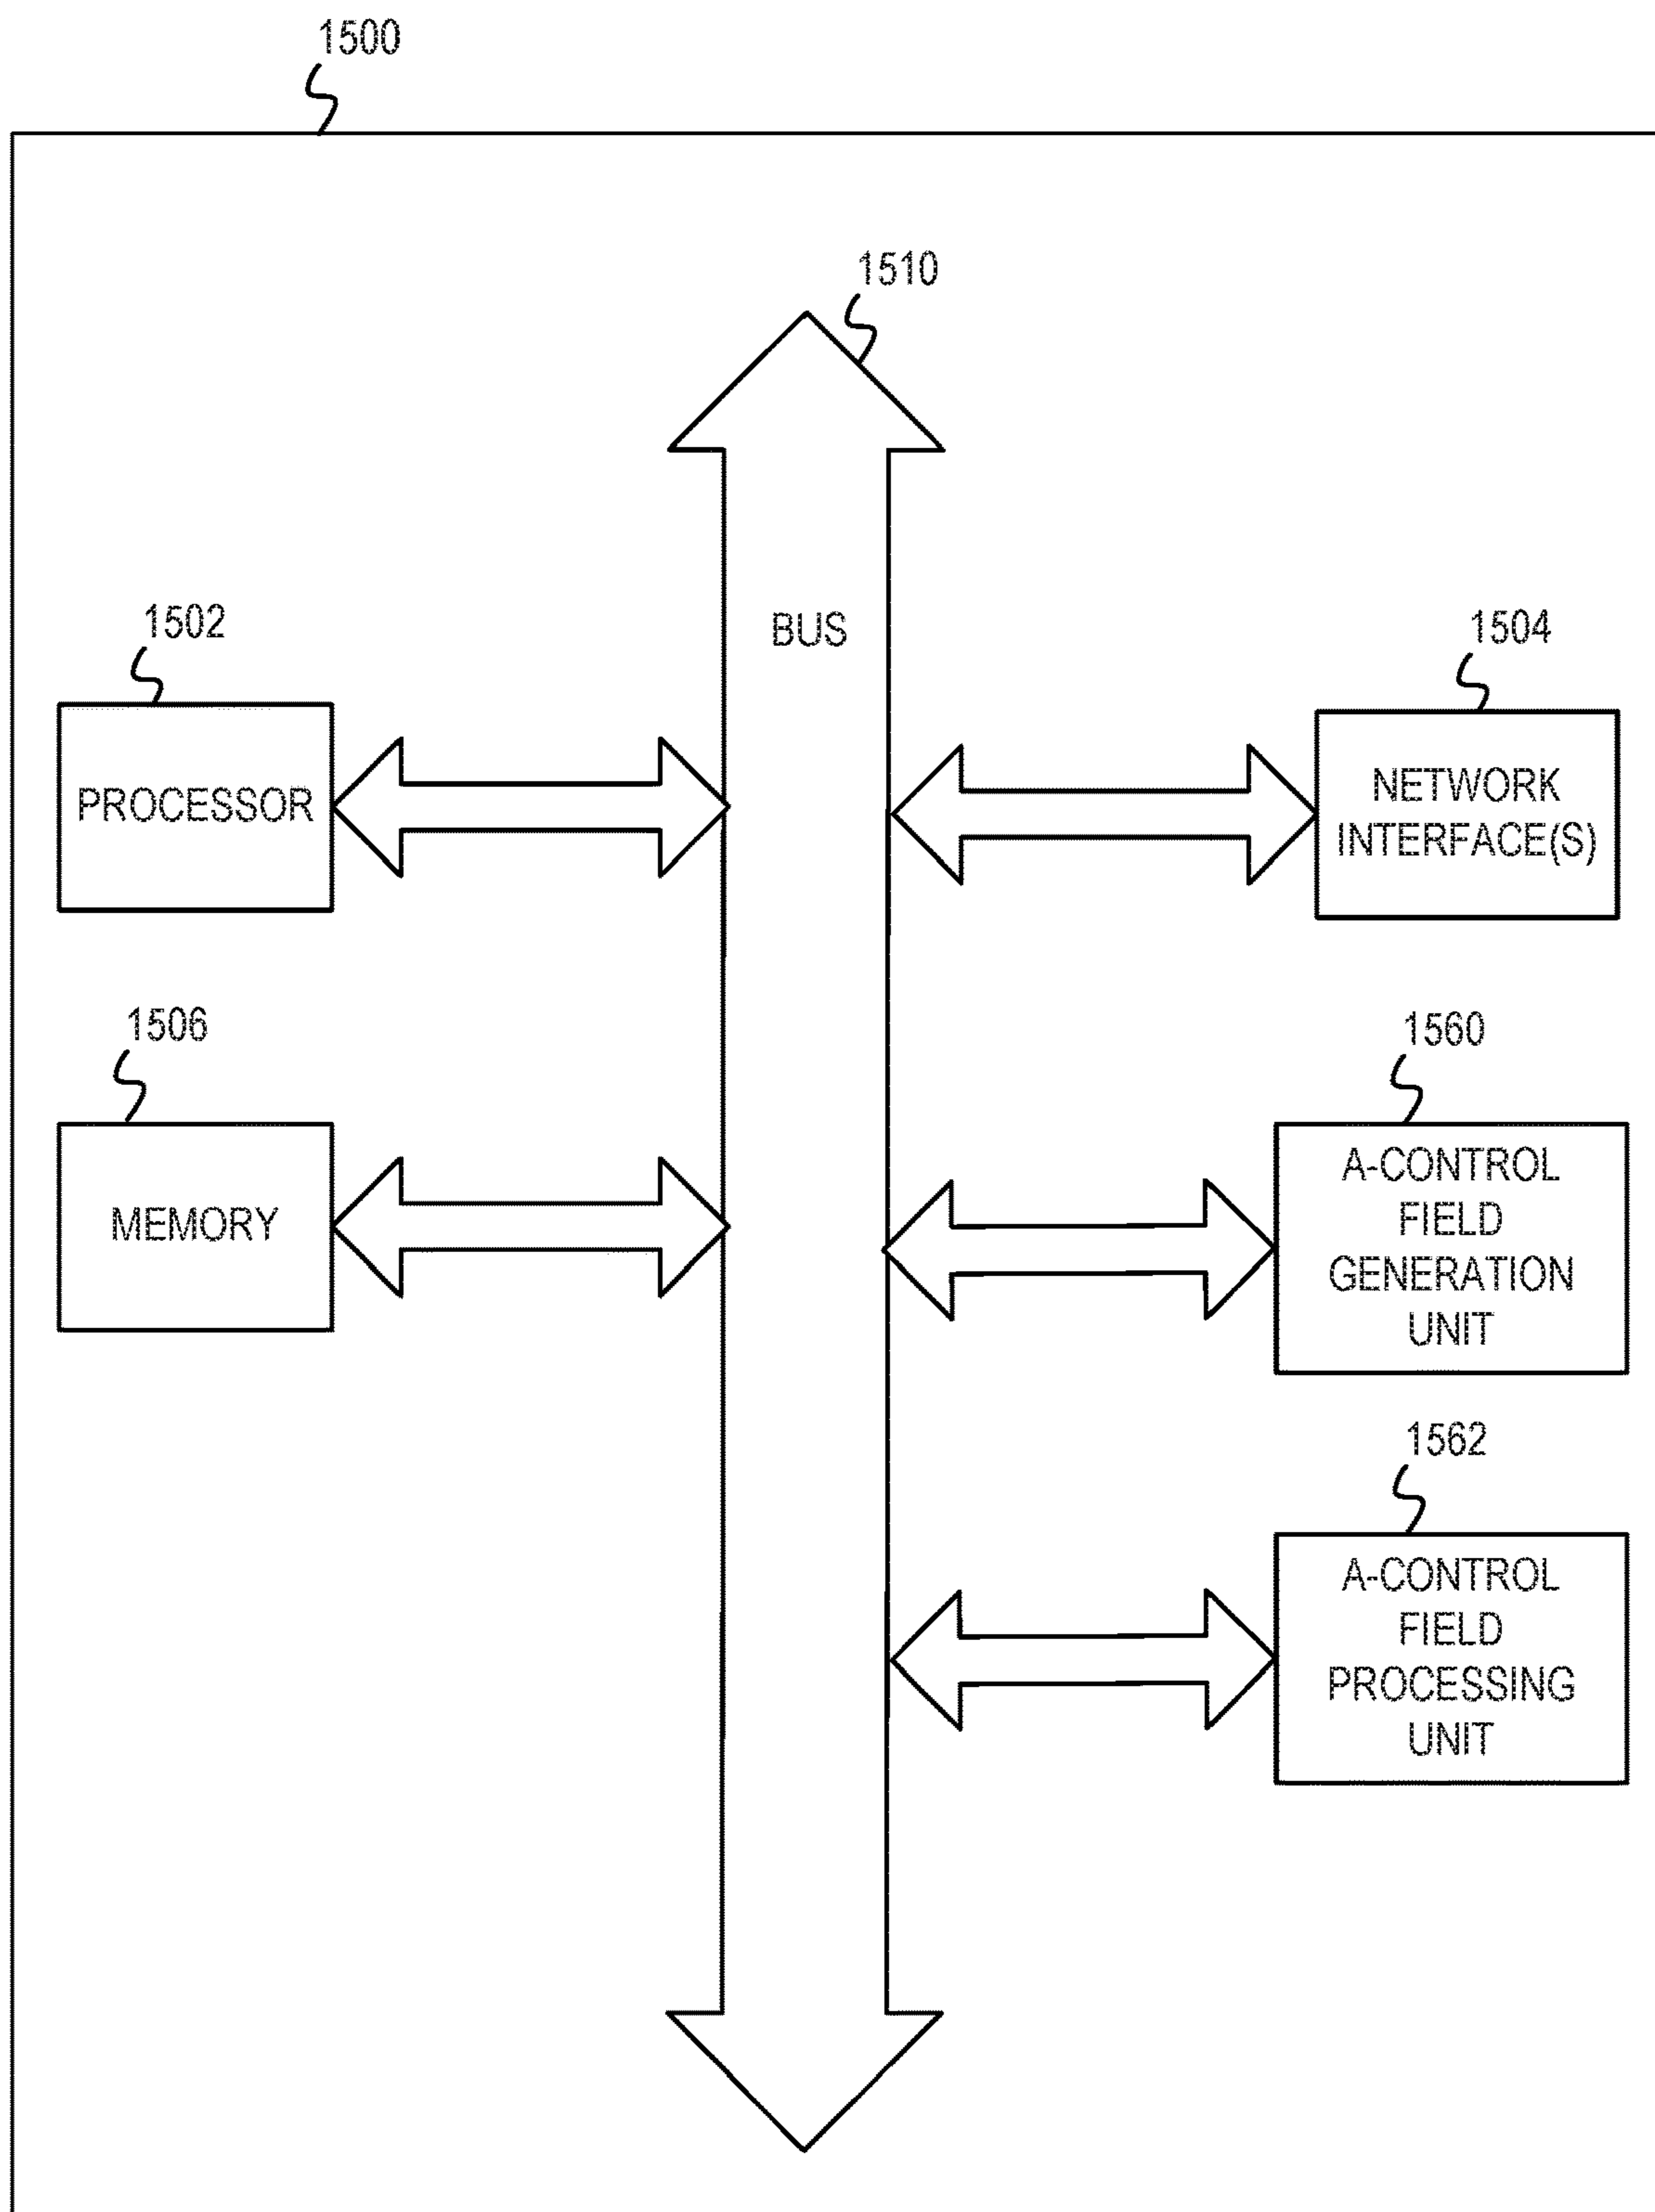 1500
1510
BUS
1502
PROCESSOR
1504
NETWORK
INTERFACE(S)
1506
MEMORY
1560
A-CONTROL
FIELD
GENERATION
UNIT
1562
A-CONTROL
FIELD
PROCESSING
UNIT